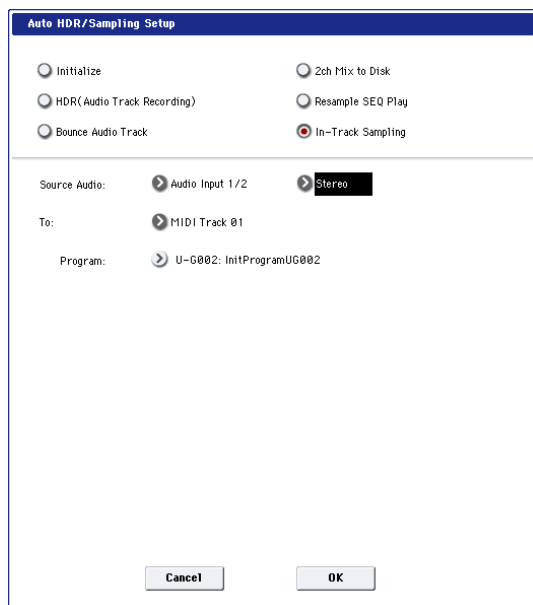 Auto HDR/Sampling Setup
Initialize
2ch Mix to Disk
HDR(Audio Track Recording)
Resample SEQ Play
Bounce Audio Track
In-Track Sampling
Source Audio: Audio Input 1/2 Stereo
To: MIDI Track 01
Program: U-G002: InitProgramUG002
Cancel OK